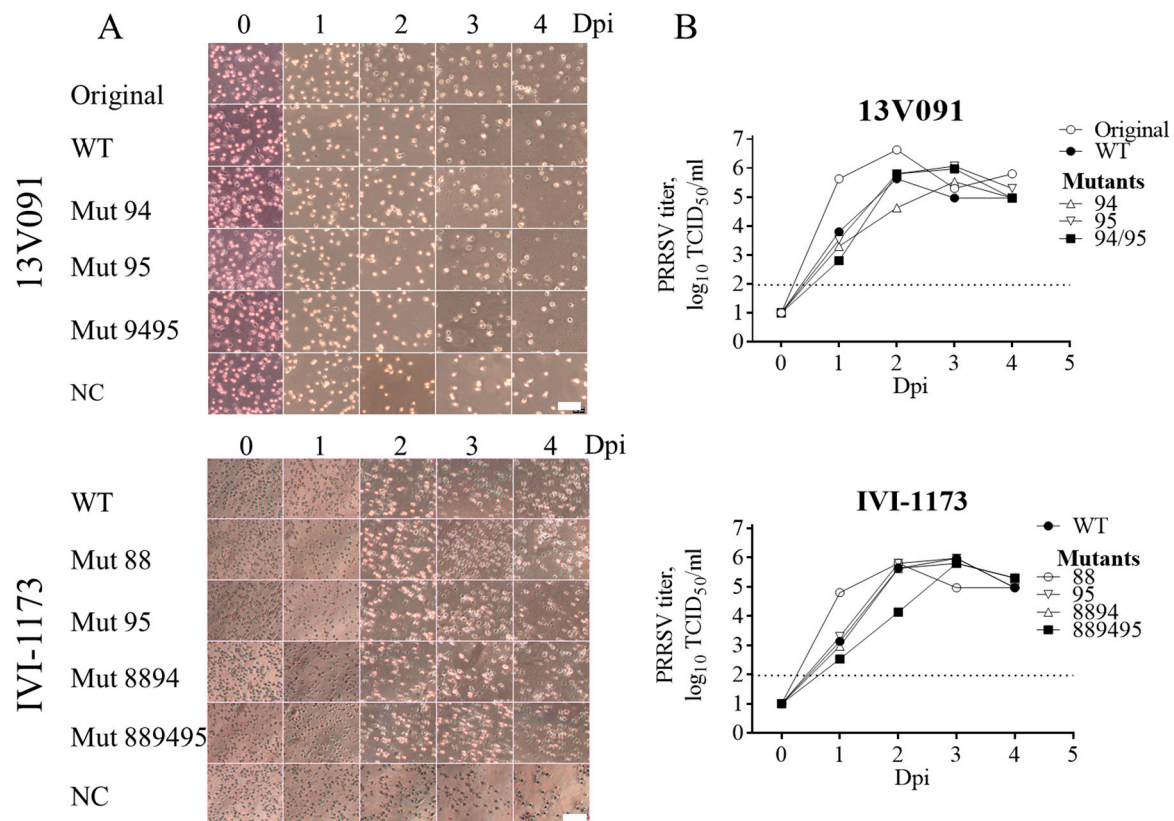 A
0 1 2 3 4 Dpi
13V091
Original
WT
Mut 94
Mut 95
Mut 9495
NC
0 1 2 3 4 Dpi
IVI-1173
WT
Mut 88
Mut 95
Mut 8894
Mut 889495
NC
B
13V091
PRRSV titer,
log10 TCID50/ml
7
6
5
4
3
2
1
0
0 1 2 3 4 5
Dpi
Original
WT
Mutants
94
95
94/95
IVI-1173
PRRSV titer,
log10 TCID50/ml
7
6
5
4
3
2
1
0
0 1 2 3 4 5
Dpi
WT
Mutants
88
95
8894
889495